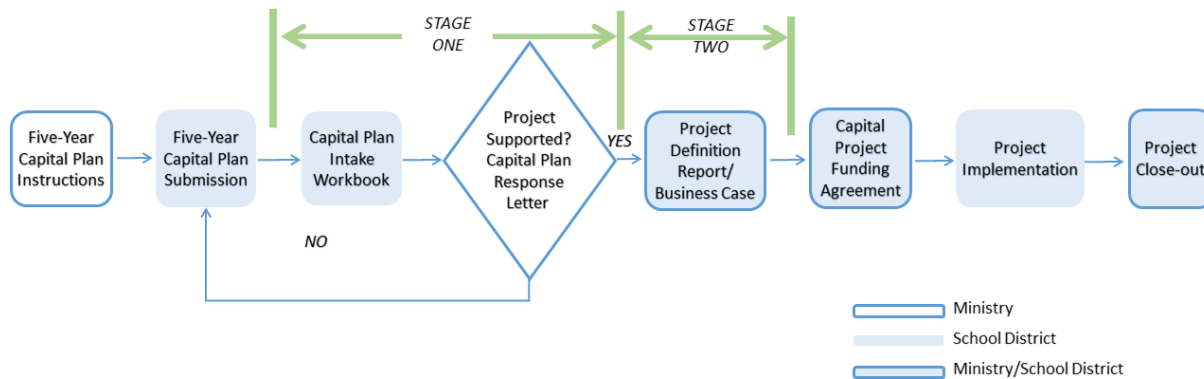 STAGE
ONE
STAGE
TWO
Five-Year
Capital Plan
Instructions
Five-Year
Capital Plan
Submission
Capital Plan
Intake
Workbook
Project
Supported?
Capital Plan
Response
Letter
YES
Project
Definition
Report/
Business Case
Capital
Project
Funding
Agreement
Project
Implementation
Project
Close-out
NO
Ministry
School District
Ministry/School District